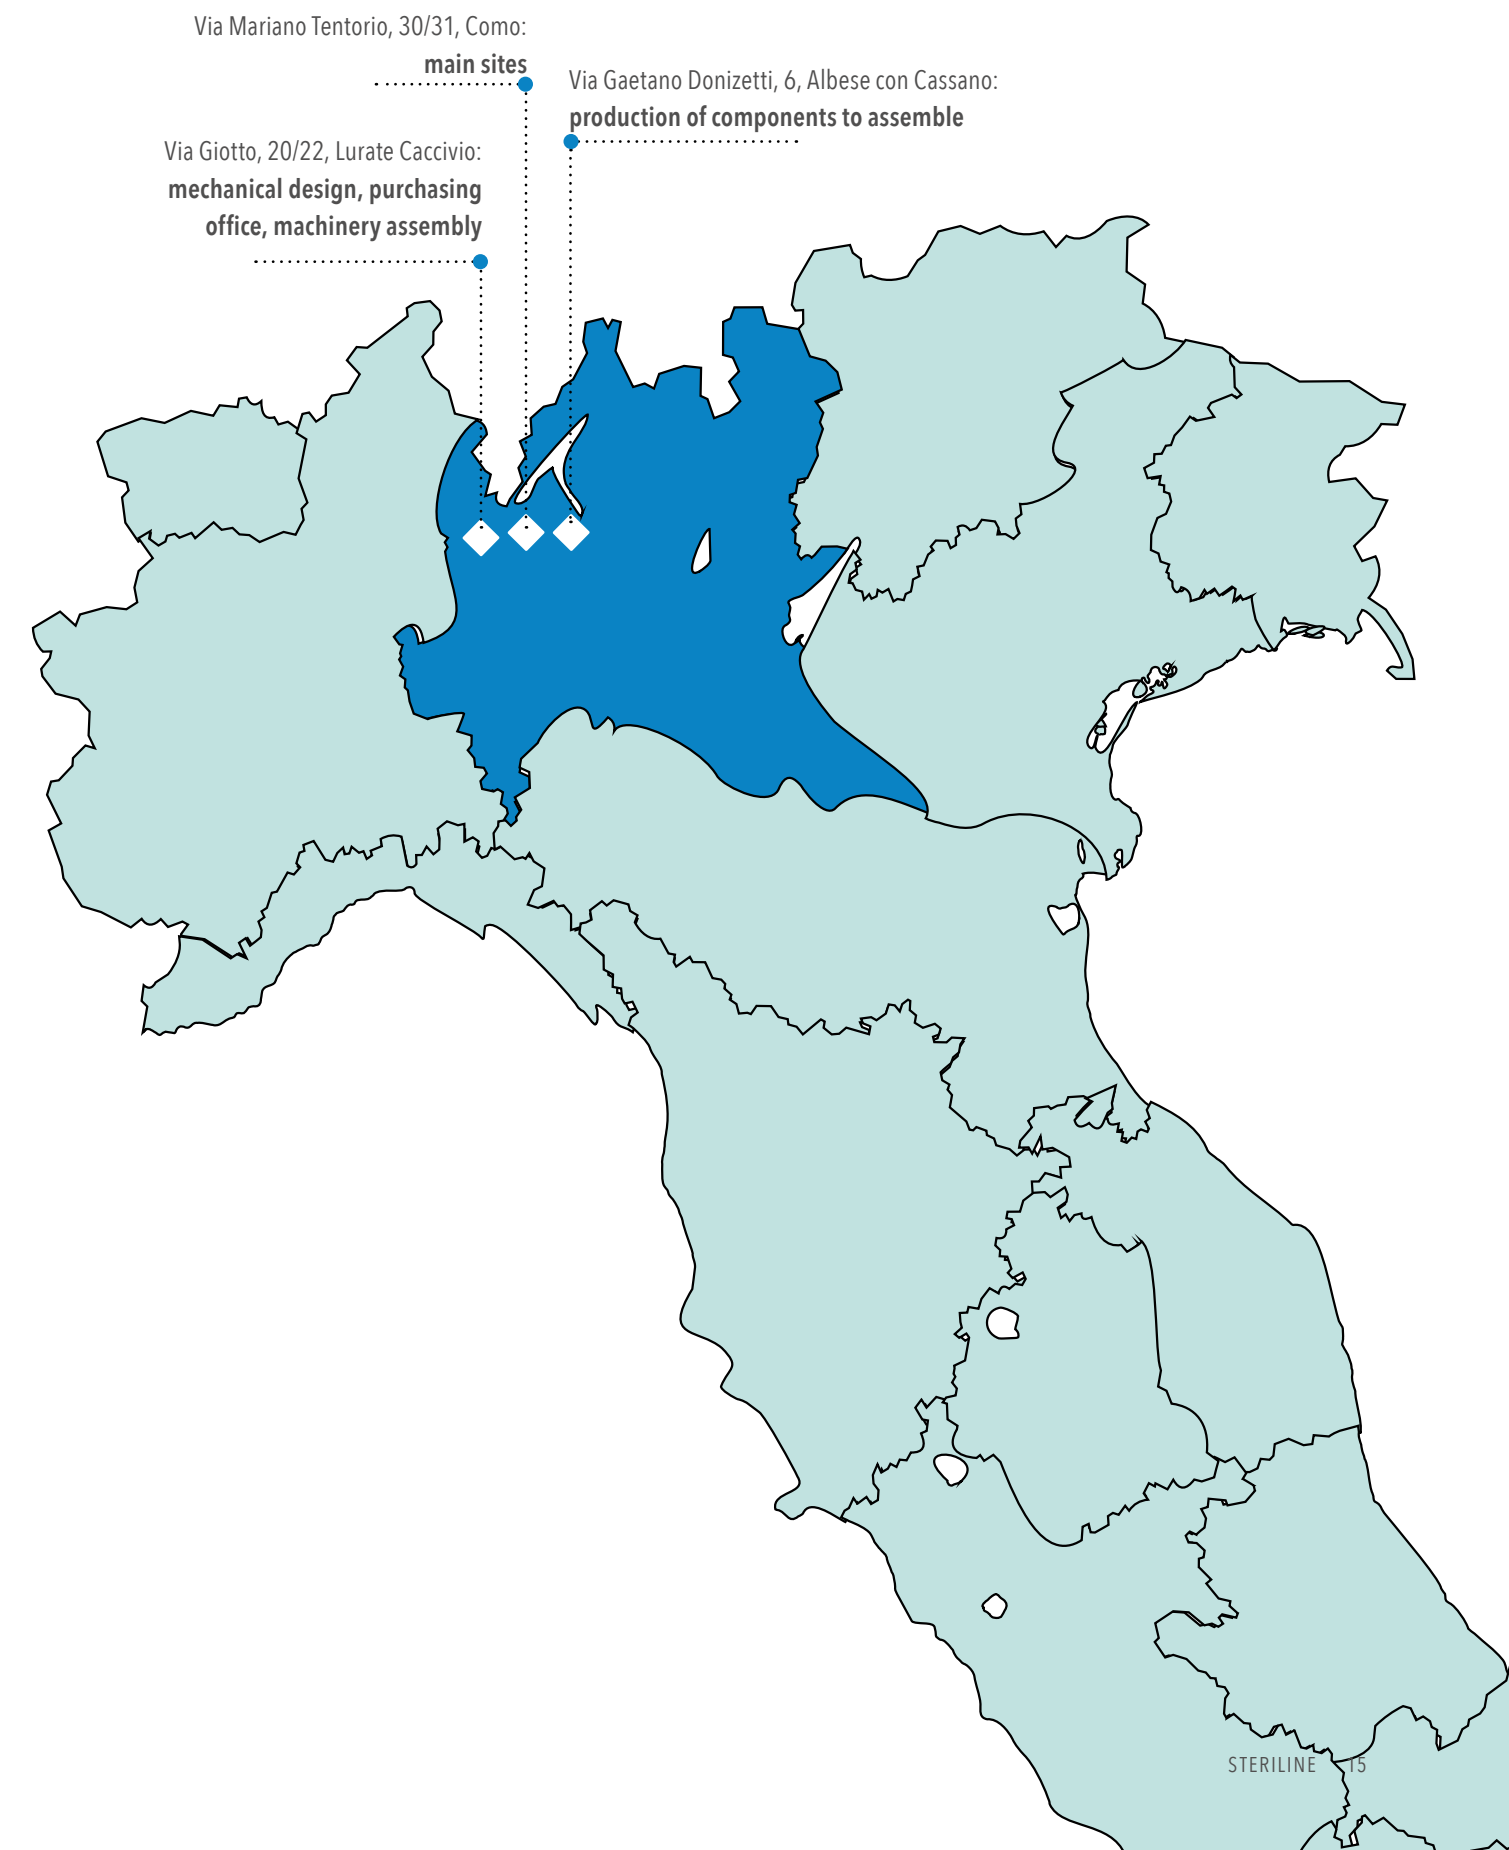 Via Mariano Tentorio, 30/31, Como:
main sites
Via Gaetano Donizetti, 6, Albese con Cassano:
production of components to assemble
Via Giotto, 20/22, Lurate Caccivio:
mechanical design, purchasing
office, machinery assembly
STERILINE 15